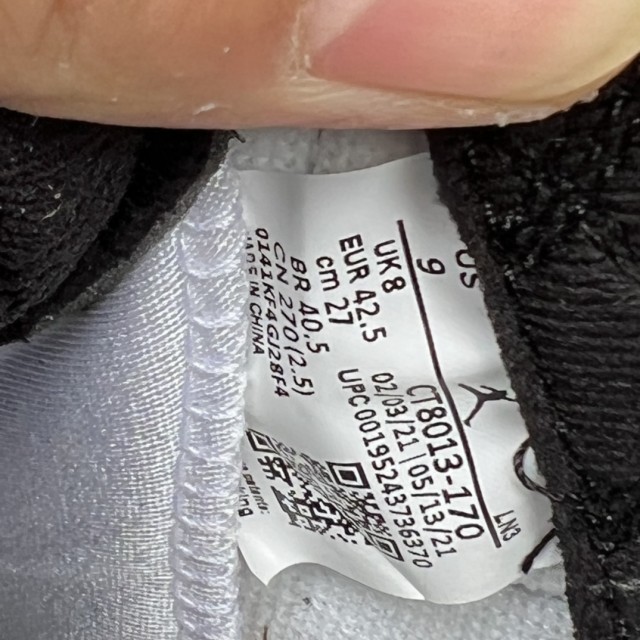 US
9
UK 8
EUR 42.5
cm 27
BR 40.5
CN 270(2.5)
0141KF4GJ28F4
MADE IN CHINA
LN3
CT8013-170
02/03/21 05/13/21
UPC:00195243736370